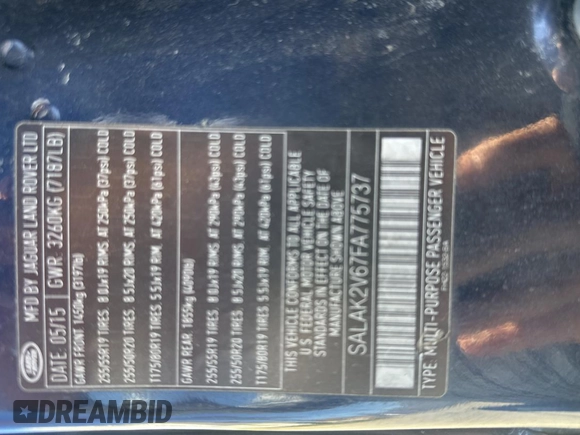 LAND ROVER
MFD BY JAGUAR LAND ROVER LTD
DATE: 05/15 GWR: 3260KG (7187LB)
GAWR FRONT 1450kg (3197lb)
255/55R19 TIRES. 8.0Jx19 RIMS. AT 250kPa (37psi) COLD
255/50R20 TIRES. 8.5Jx20 RIMS. AT 250kPa (37psi) COLD
T175/80R19 TIRES 5.5Jx19 RIM. AT 420kPa (61psi) COLD
GAWR REAR 1855kg (4090lb)
255/55R19 TIRES. 8.0Jx19 RIMS. AT 290kPa (43psi) COLD
255/50R20 TIRES. 8.5Jx20 RIMS. AT 290kPa (43psi) COLD
T175/80R19 TIRES 5.5Jx19 RIM. AT 420kPa (61psi) COLD
THIS VEHICLE CONFORMS TO ALL APPLICABLE
U S FEDERAL MOTOR VEHICLE SAFETY
STANDARDS IN EFFECT ON THE DATE OF
MANUFACTURE SHOWN ABOVE
SALAK2V67FA775737
TYPE: MULTI-PURPOSE PASSENGER VEHICLE
DREAMBID